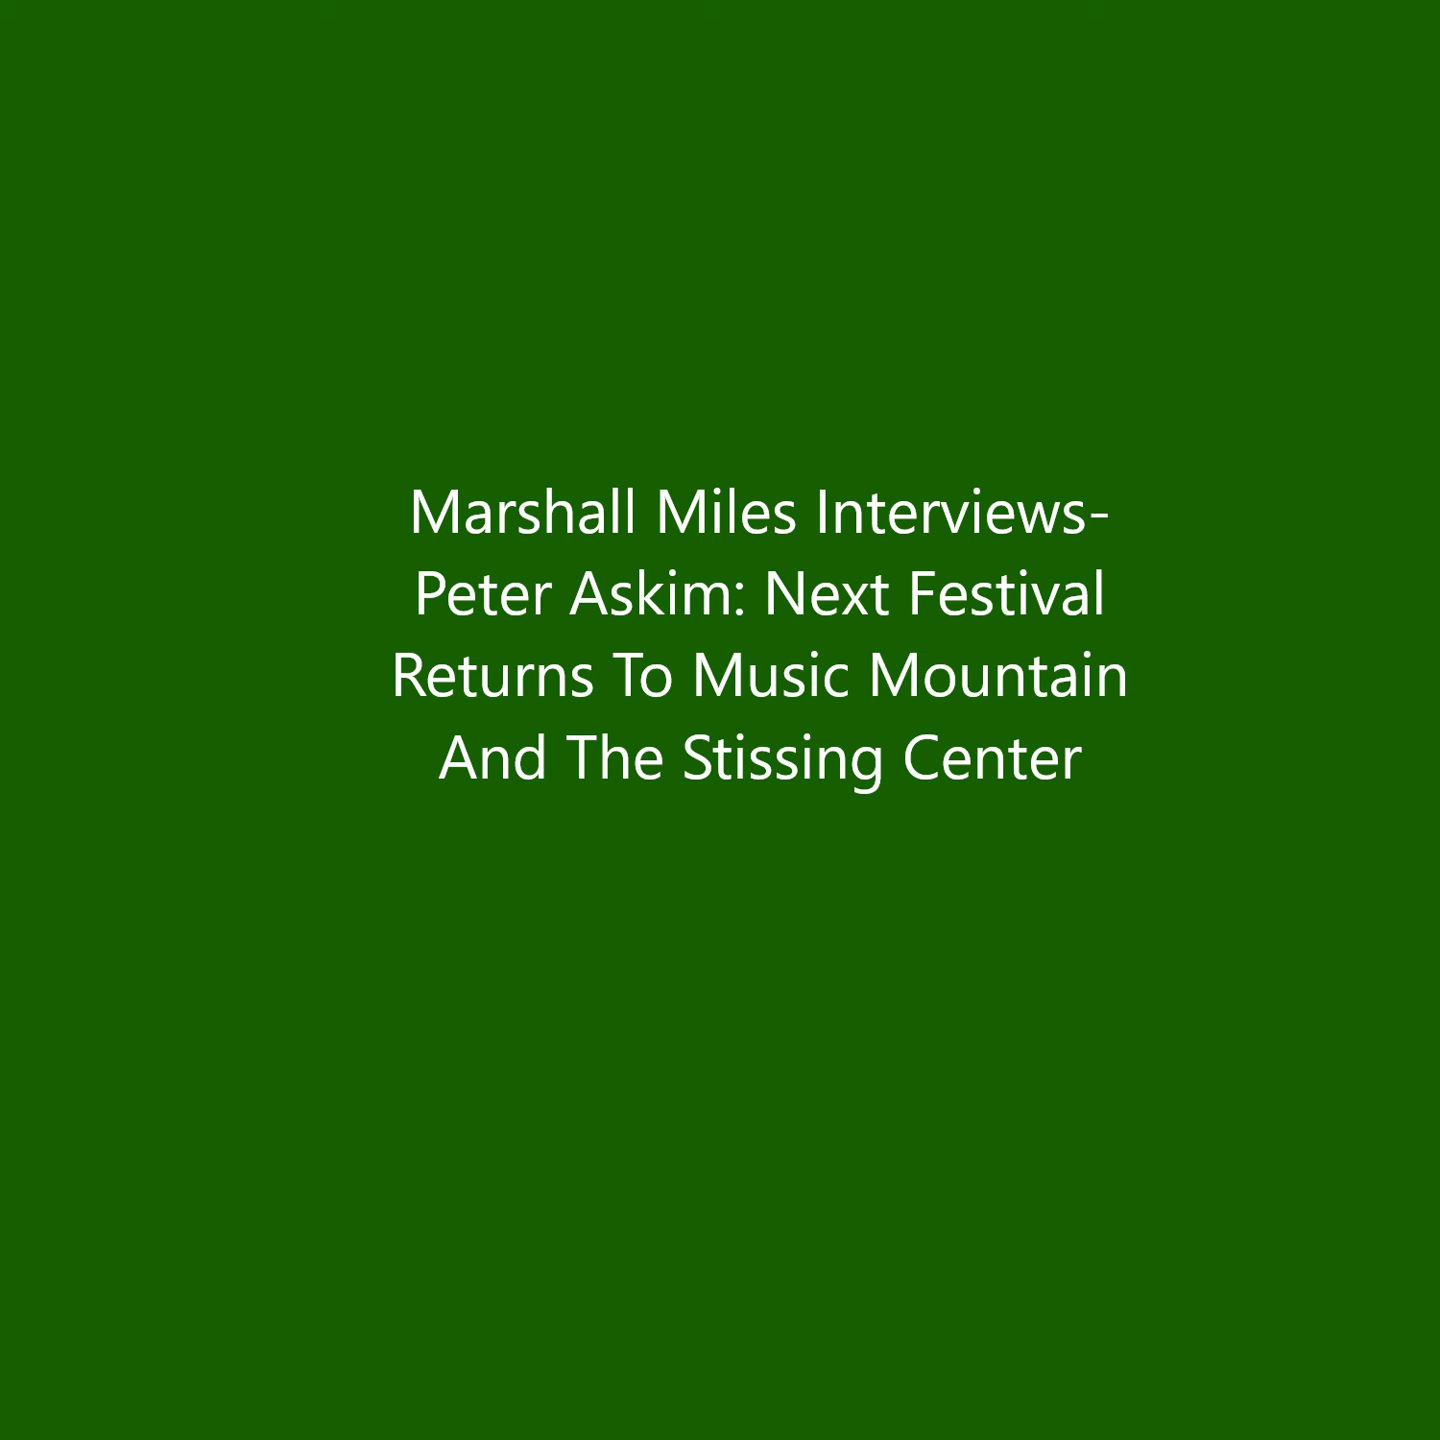 Marshall Miles Interviews-
Peter Askim: Next Festival
Returns To Music Mountain
And The Stissing Center